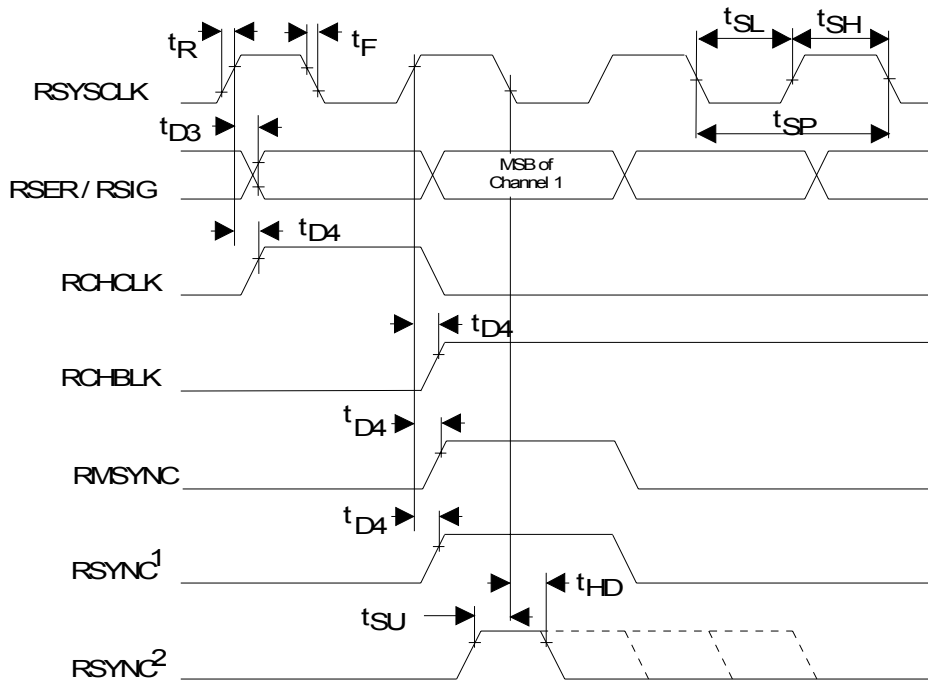 tR
tF
tSL
tSH
RSYSCLK
tD3
tSP
RSER / RSIG
MSB of
Channel 1
tD4
RCHCLK
tD4
RCHBLK
tD4
RMSYNC
tD4
RSYNC1
tHD
tSU
RSYNC2